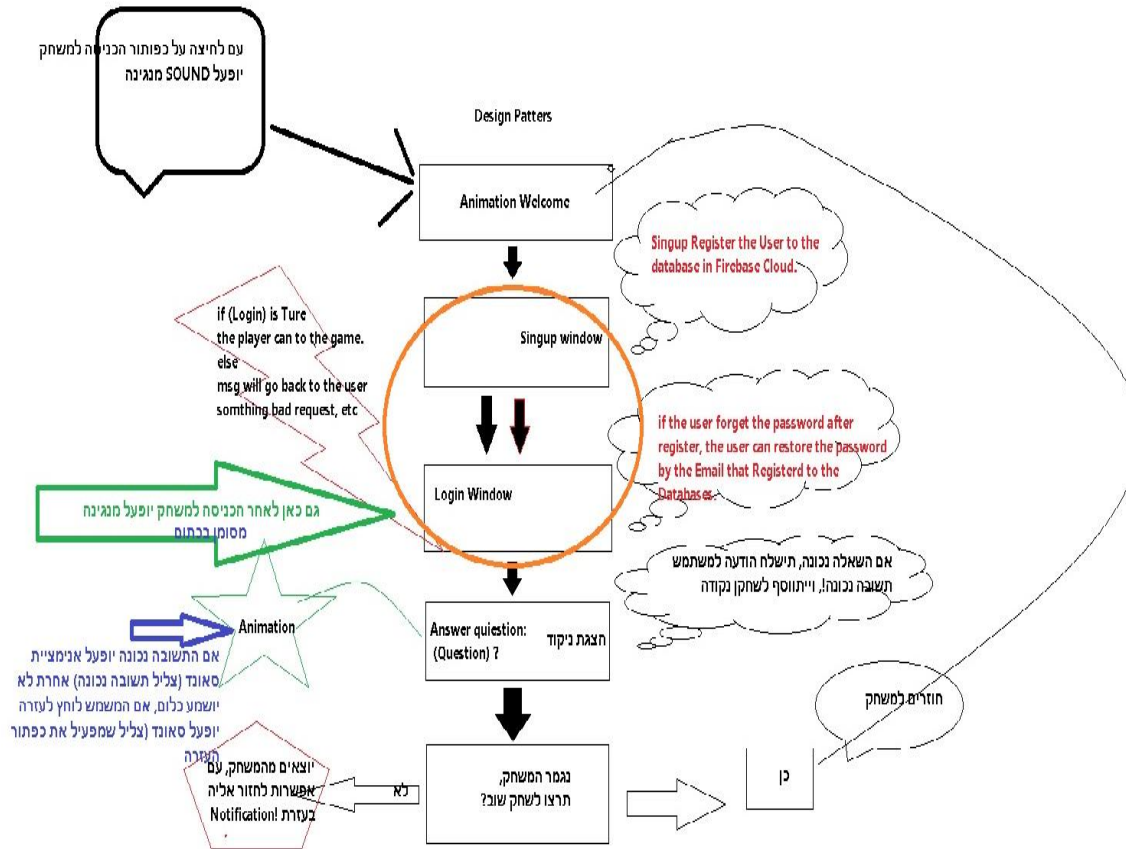 עם לחיצה על כפותור הכניסה למשחק
יופעל SOUND מנגינה
Design Patters
Animation Welcome
Singup Register the User to the
database in Firebase Cloud.
if (Login) is Ture
the player can to the game.
else
msg will go back to the user
somthing bad request, etc
Singup window
if the user forget the password after
register, the user can restore the password
by the Email that Registerd to the
Databases.
Login Window
גם כאן לאחר הכניסה למשחק יופעל מנגינה
מסומן בכתום
אם השאלה נכונה, תישלח הודעה למשתמש
תשובה נכונה!, וייתווסף לשחקן נקודה
Animation
Answer quiestion:
(Question) ?
חצגת ניקוד
אם התשובה נכונה יופעל אנימציית
סאונד (צליל תשובה נכונה) אחרת לא
יושמע כלום, אם המשמש לוחץ לעזרה
יופעל סאונד (צליל שמפעיל את כפתור
העזרה
חוזרים למשחק
יוצאים מהמשחק, עם
אפשרות לחזור אליה
בעזרת Notification!
.
לא
נגמר המשחק,
תרצו לשחק שוב?
כן